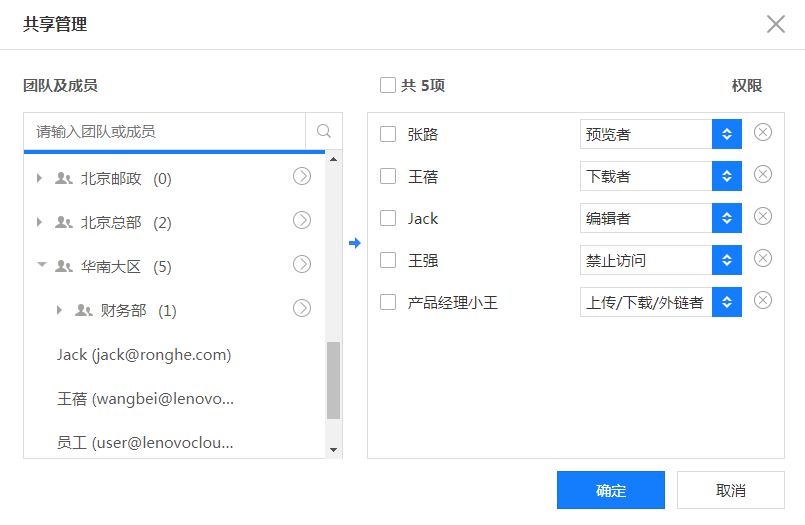 共享管理
团队及成员
请输入团队或成员
北京邮政 (0)
北京总部 (2)
华南大区 (5)
财务部 (1)
Jack (jack@ronghe.com)
王蓓 (wangbei@lenovo...
员工 (user@lenovoclou...
共 5项 权限
张路 预览者
王蓓 下载者
Jack 编辑者
王强 禁止访问
产品经理小王 上传/下载/外链者
确定 取消